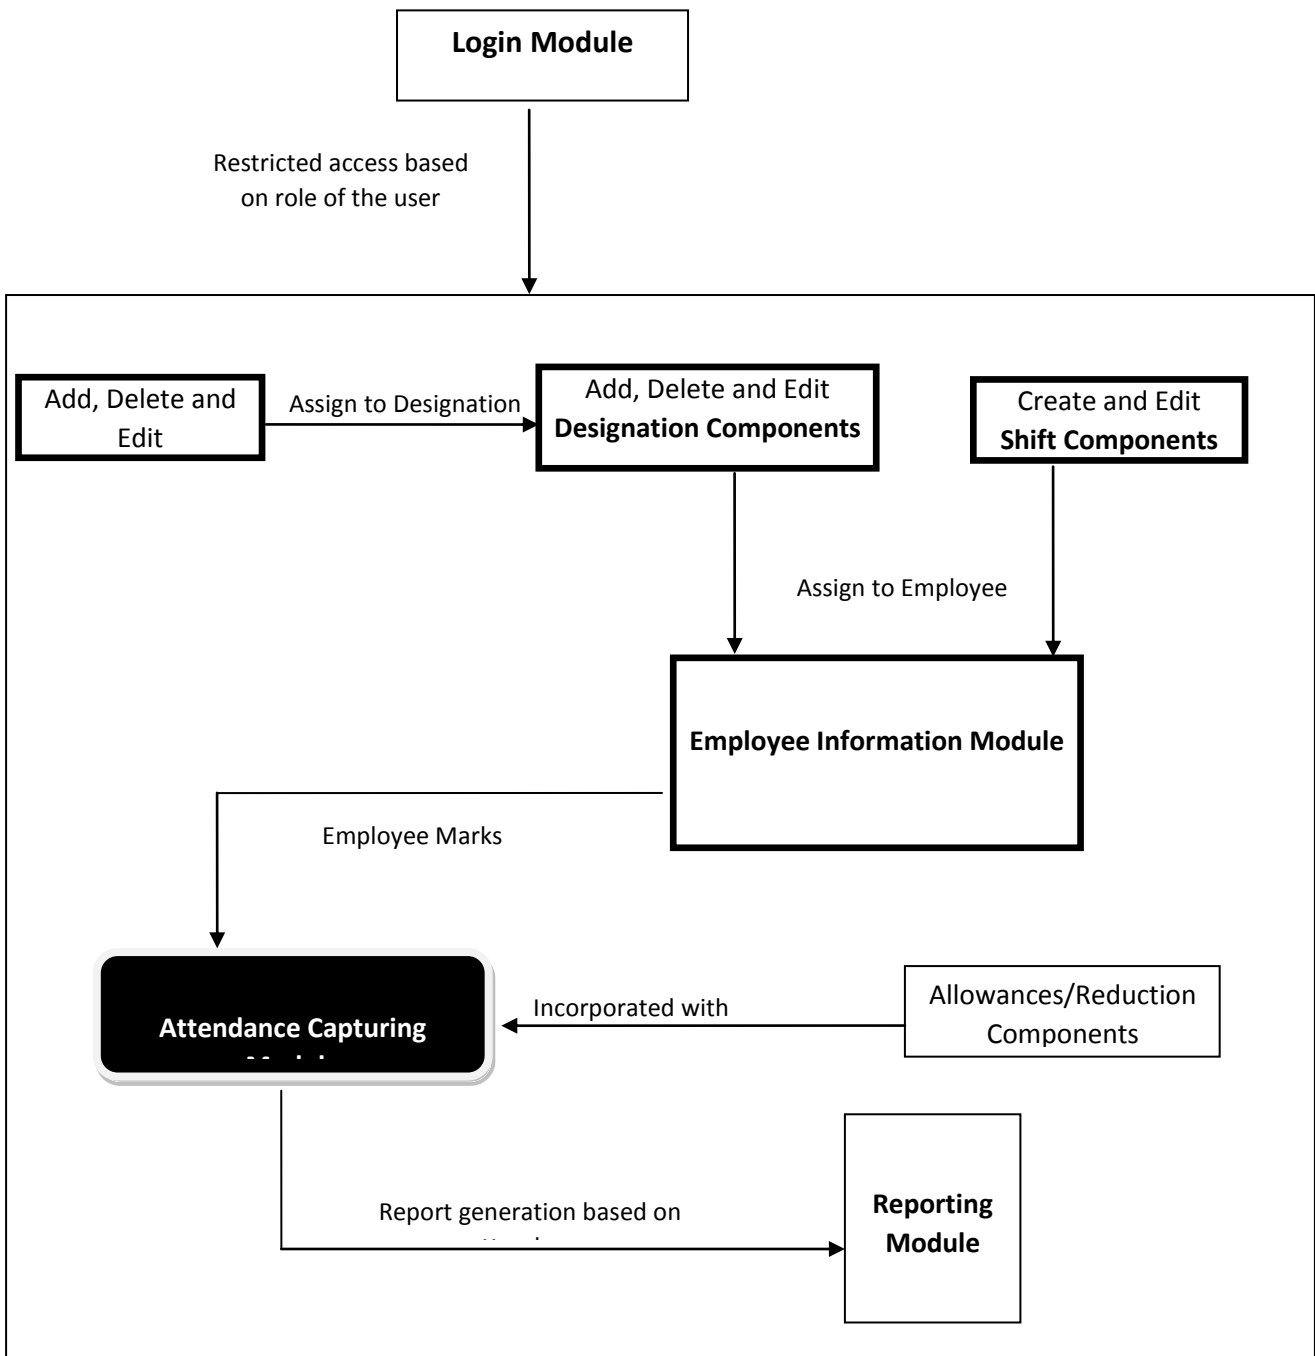 Login Module
Restricted access based
on role of the user
Add, Delete and
Edit
Assign to Designation
Add, Delete and Edit
Designation Components
Create and Edit
Shift Components
Assign to Employee
Employee Information Module
Employee Marks
Attendance Capturing
Incorporated with
Allowances/Reduction
Components
Report generation based on
Reporting
Module